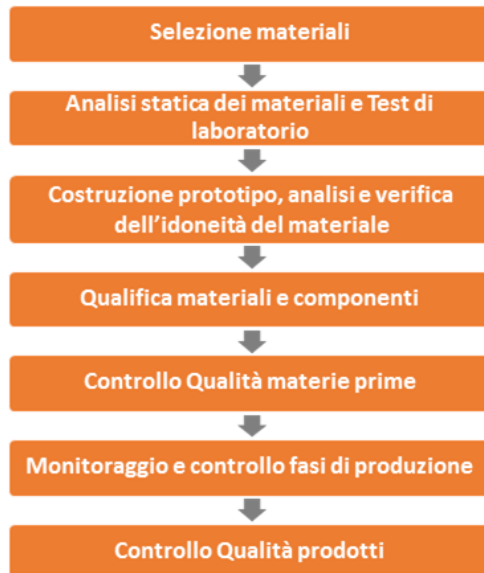 Selezione materiali
Analisi statica dei materiali e Test di
laboratorio
Costruzione prototipo, analisi e verifica
dell'idoneità del materiale
Qualifica materiali e componenti
Controllo Qualità materie prime
Monitoraggio e controllo fasi di produzione
Controllo Qualità prodotti